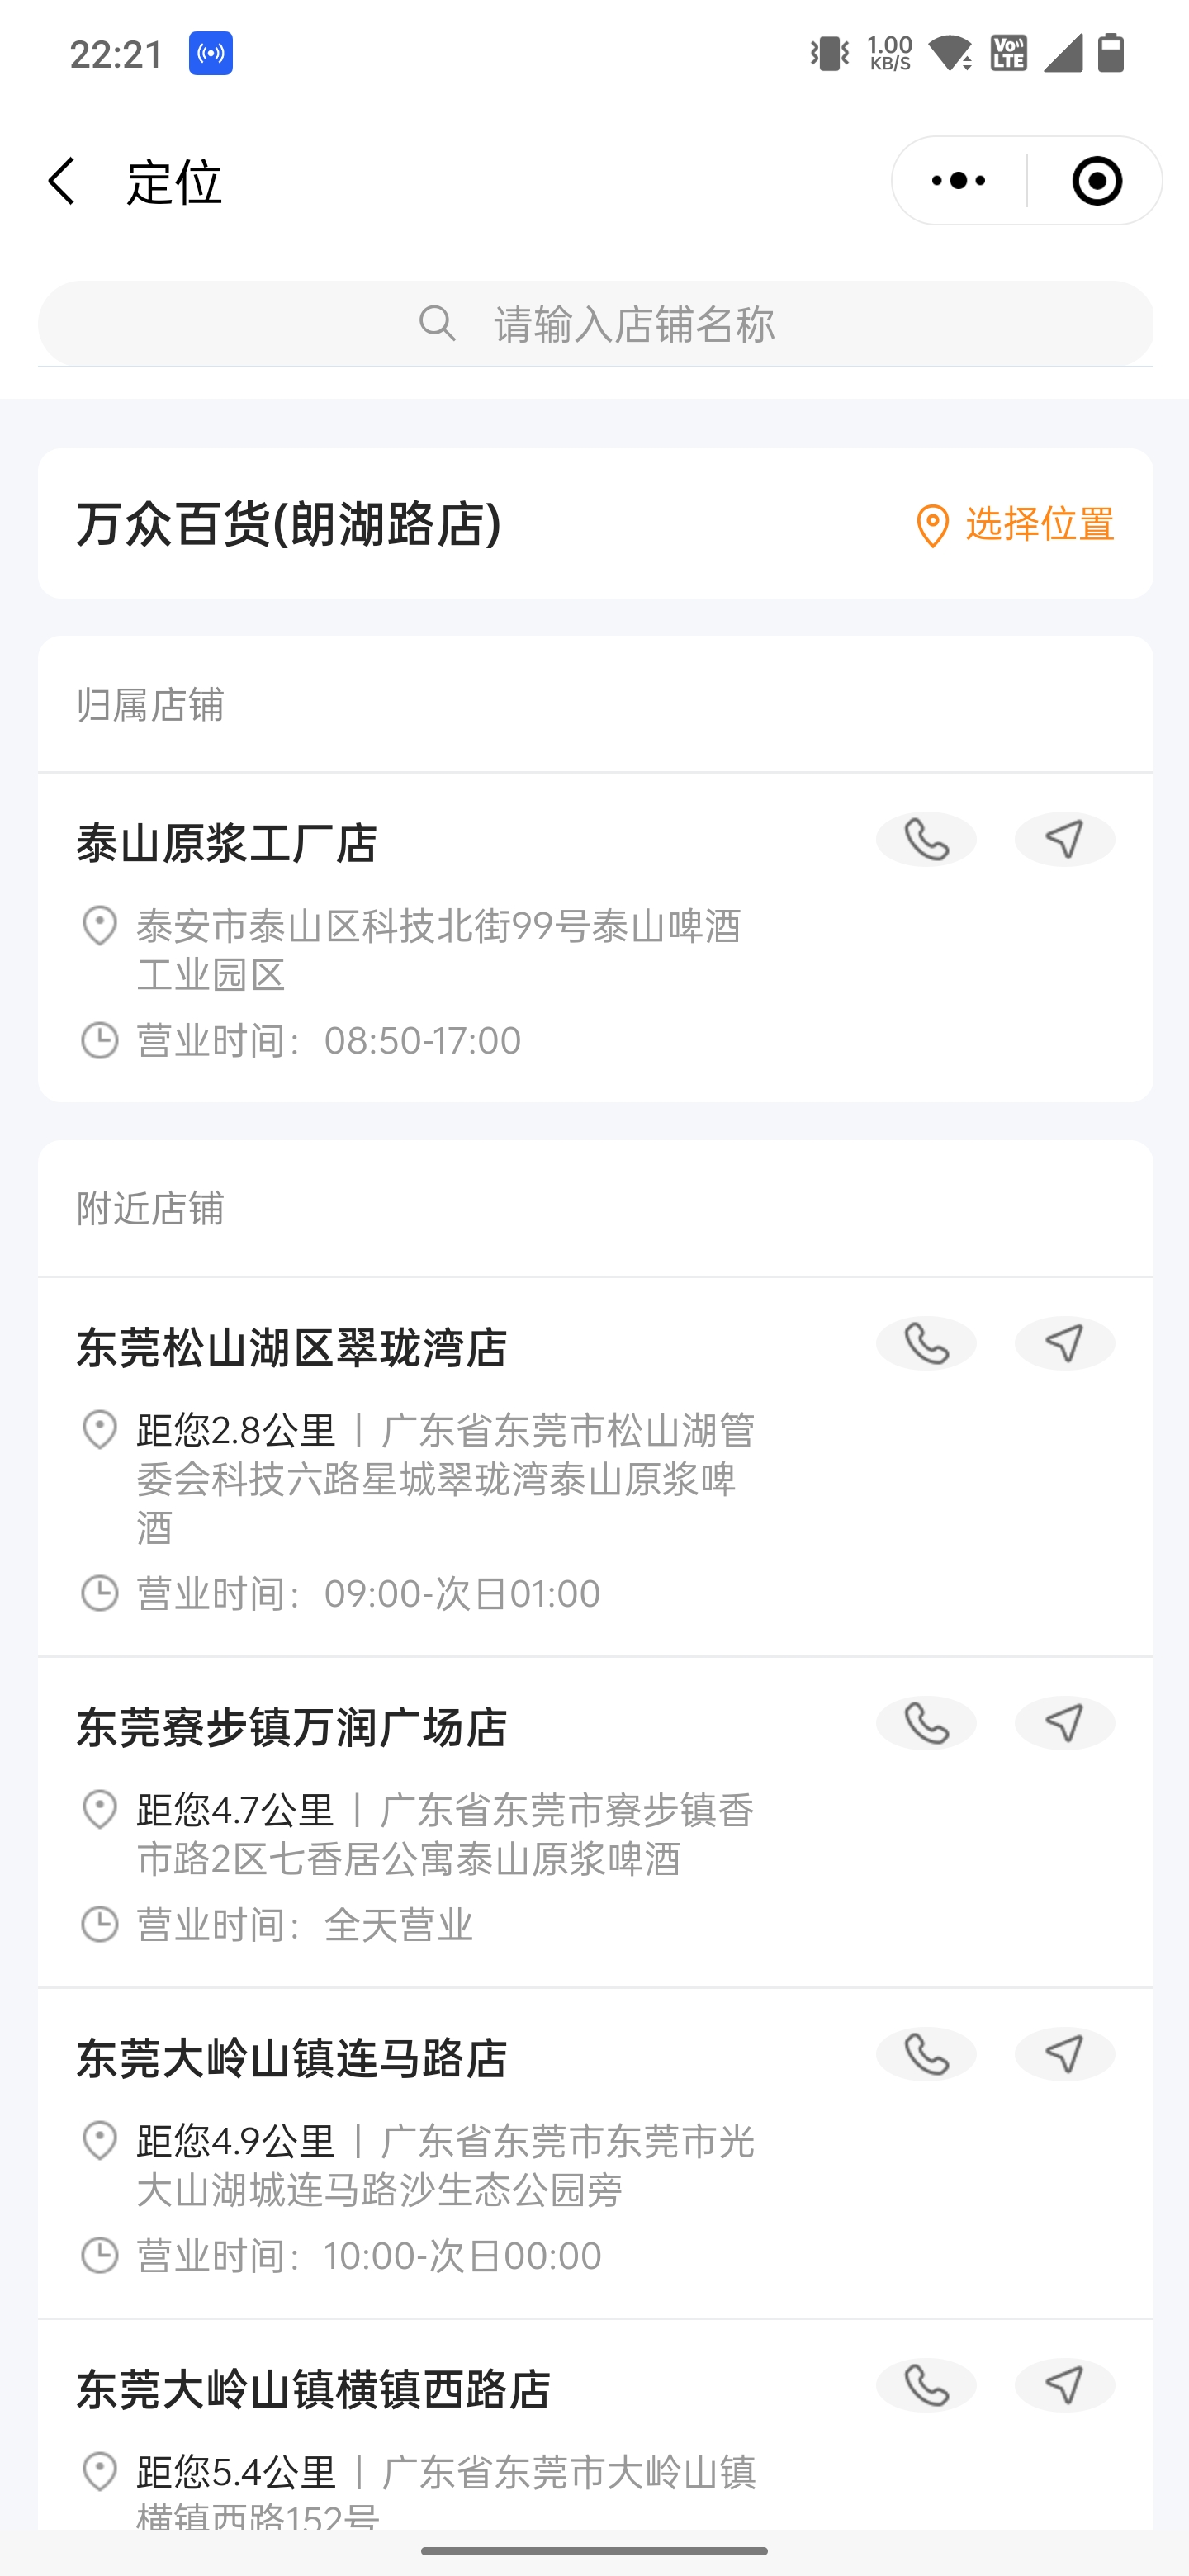 22:21
1.00
KB/S
Vo))
LTE
定位
请输入店铺名称
万众百货(朗湖路店)
选择位置
归属店铺
泰山原浆工厂店
泰安市泰山区科技北街99号泰山啤酒
工业园区
营业时间：08:50-17:00
附近店铺
东莞松山湖区翠珑湾店
距您2.8公里丨广东省东莞市松山湖管
委会科技六路星城翠珑湾泰山原浆啤
酒
营业时间：09:00-次日01:00
东莞寮步镇万润广场店
距您4.7公里丨广东省东莞市寮步镇香
市路2区七香居公寓泰山原浆啤酒
营业时间：全天营业
东莞大岭山镇连马路店
距您4.9公里丨广东省东莞市东莞市光
大山湖城连马路沙生态公园旁
营业时间：10:00-次日00:00
东莞大岭山镇横镇西路店
距您5.4公里丨广东省东莞市大岭山镇
横镇西路152号